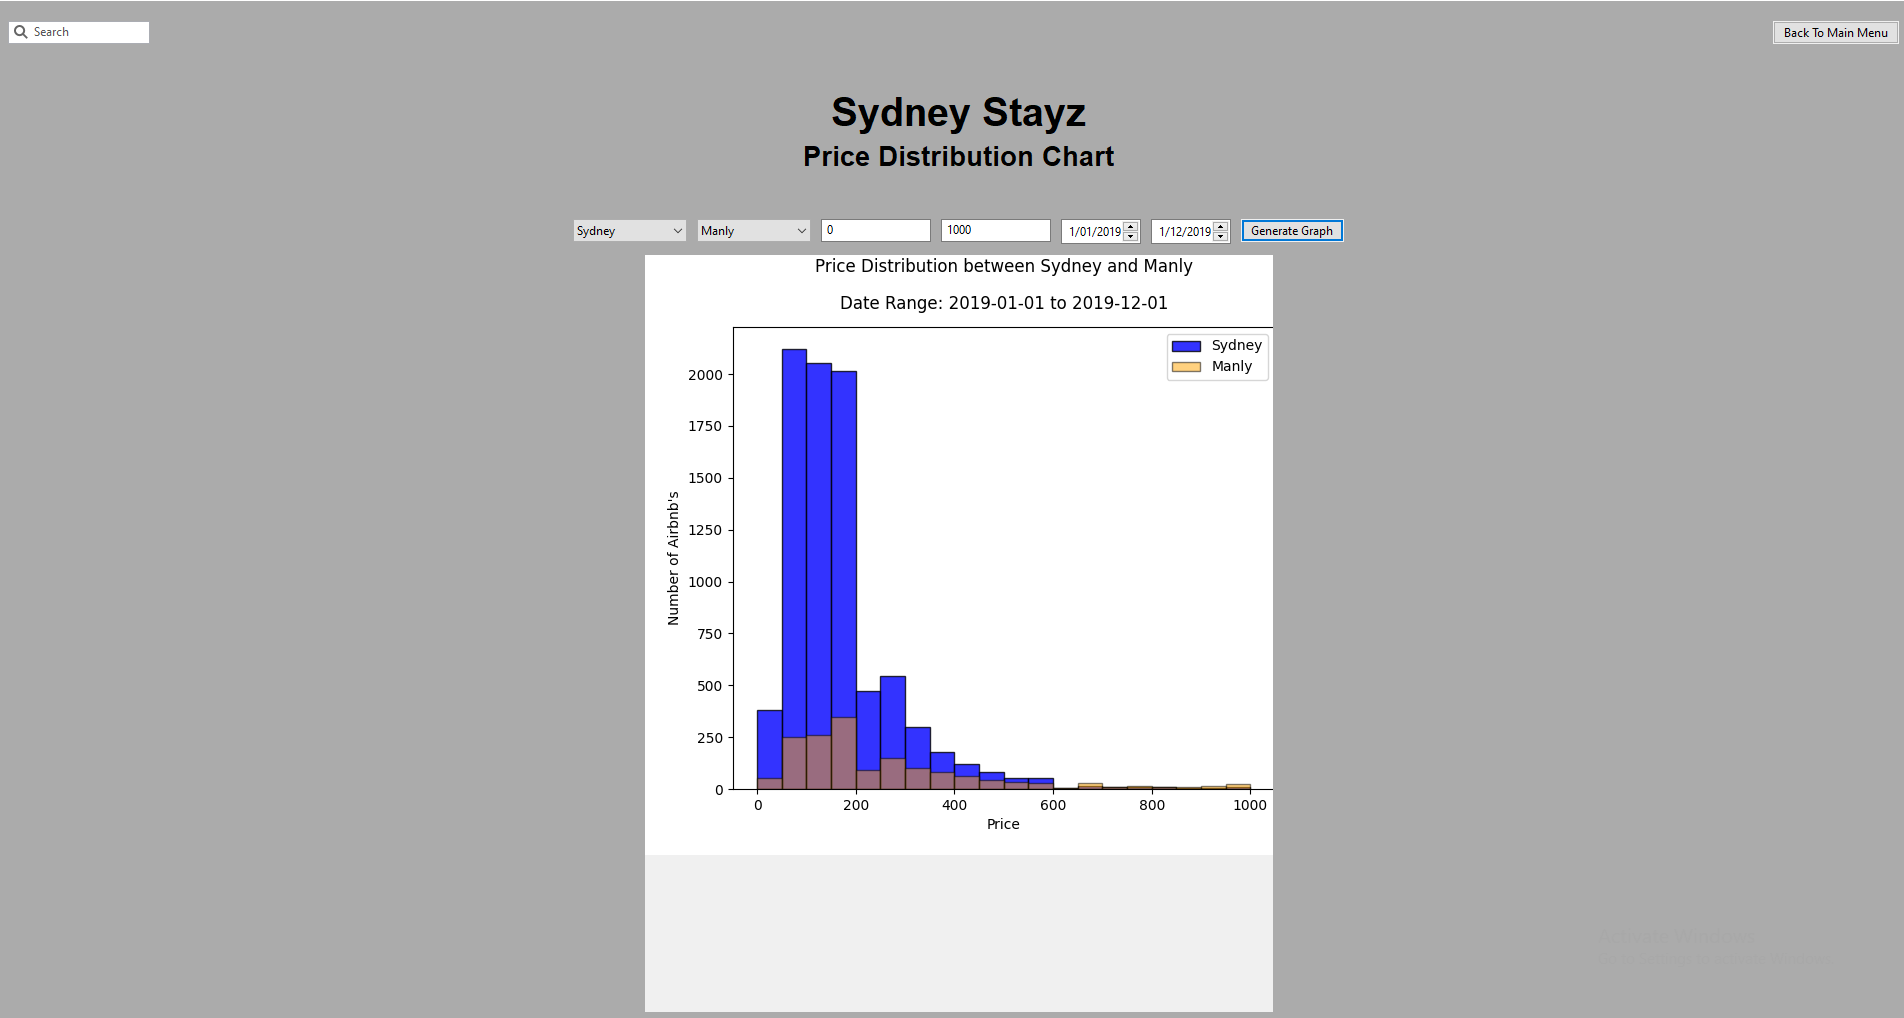 Search
Back To Main Menu
Sydney Stayz
Price Distribution Chart
Sydney Manly 0 1000 1/01/2019 1/12/2019 Generate Graph
Price Distribution between Sydney and Manly
Date Range: 2019-01-01 to 2019-12-01
Sydney
Manly
2000
1750
1500
1250
1000
750
500
250
0
Number of Airbnb's
0 200 400 600 800 1000
Price